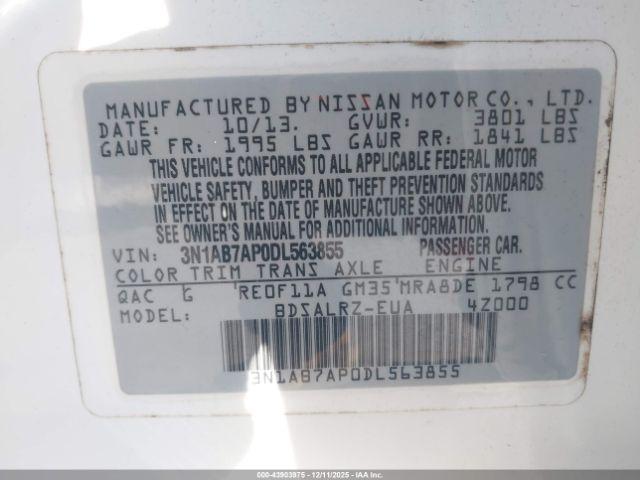 MANUFACTURED BY NISSAN MOTOR CO., LTD.
DATE: 10/13. GVWR: 3801 LBS
GAWR FR: 1995 LBS GAWR RR: 1841 LBS
THIS VEHICLE CONFORMS TO ALL APPLICABLE FEDERAL MOTOR
VEHICLE SAFETY, BUMPER AND THEFT PREVENTION STANDARDS
IN EFFECT ON THE DATE OF MANUFACTURE SHOWN ABOVE.
SEE OWNER'S MANUAL FOR ADDITIONAL INFORMATION.
VIN: 3N1AB7AP0DL563855 PASSENGER CAR.
COLOR TRIM TRANS AXLE ENGINE
QAC G RE0F11A GM35 MRA8DE 1798 CC
BDSALRZ-EUA 4Z000
3N1AB7AP0DL563855
000-43903975 - 12/11/2025 - IAAI.COM